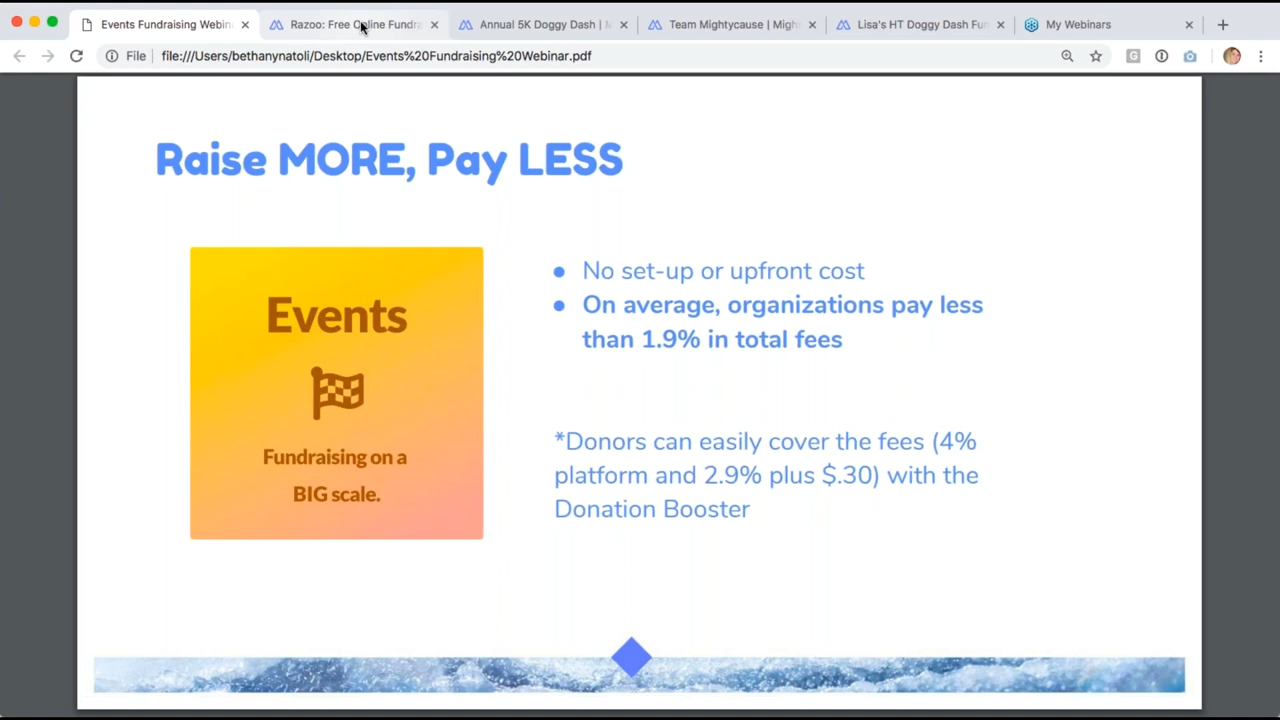 Events Fundraising Webin
Razoo: Free Online Fundra
Annual 5K Doggy Dash | M
Team Mightycause | Migh
Lisa's HT Doggy Dash Fun
My Webinars
File
file:///Users/bethanynatoli/Desktop/Events%20Fundraising%20Webinar.pdf
Raise MORE, Pay LESS
Events
Fundraising on a
BIG scale.
● No set-up or upfront cost
● On average, organizations pay less
than 1.9% in total fees
*Donors can easily cover the fees (4%
platform and 2.9% plus $.30) with the
Donation Booster